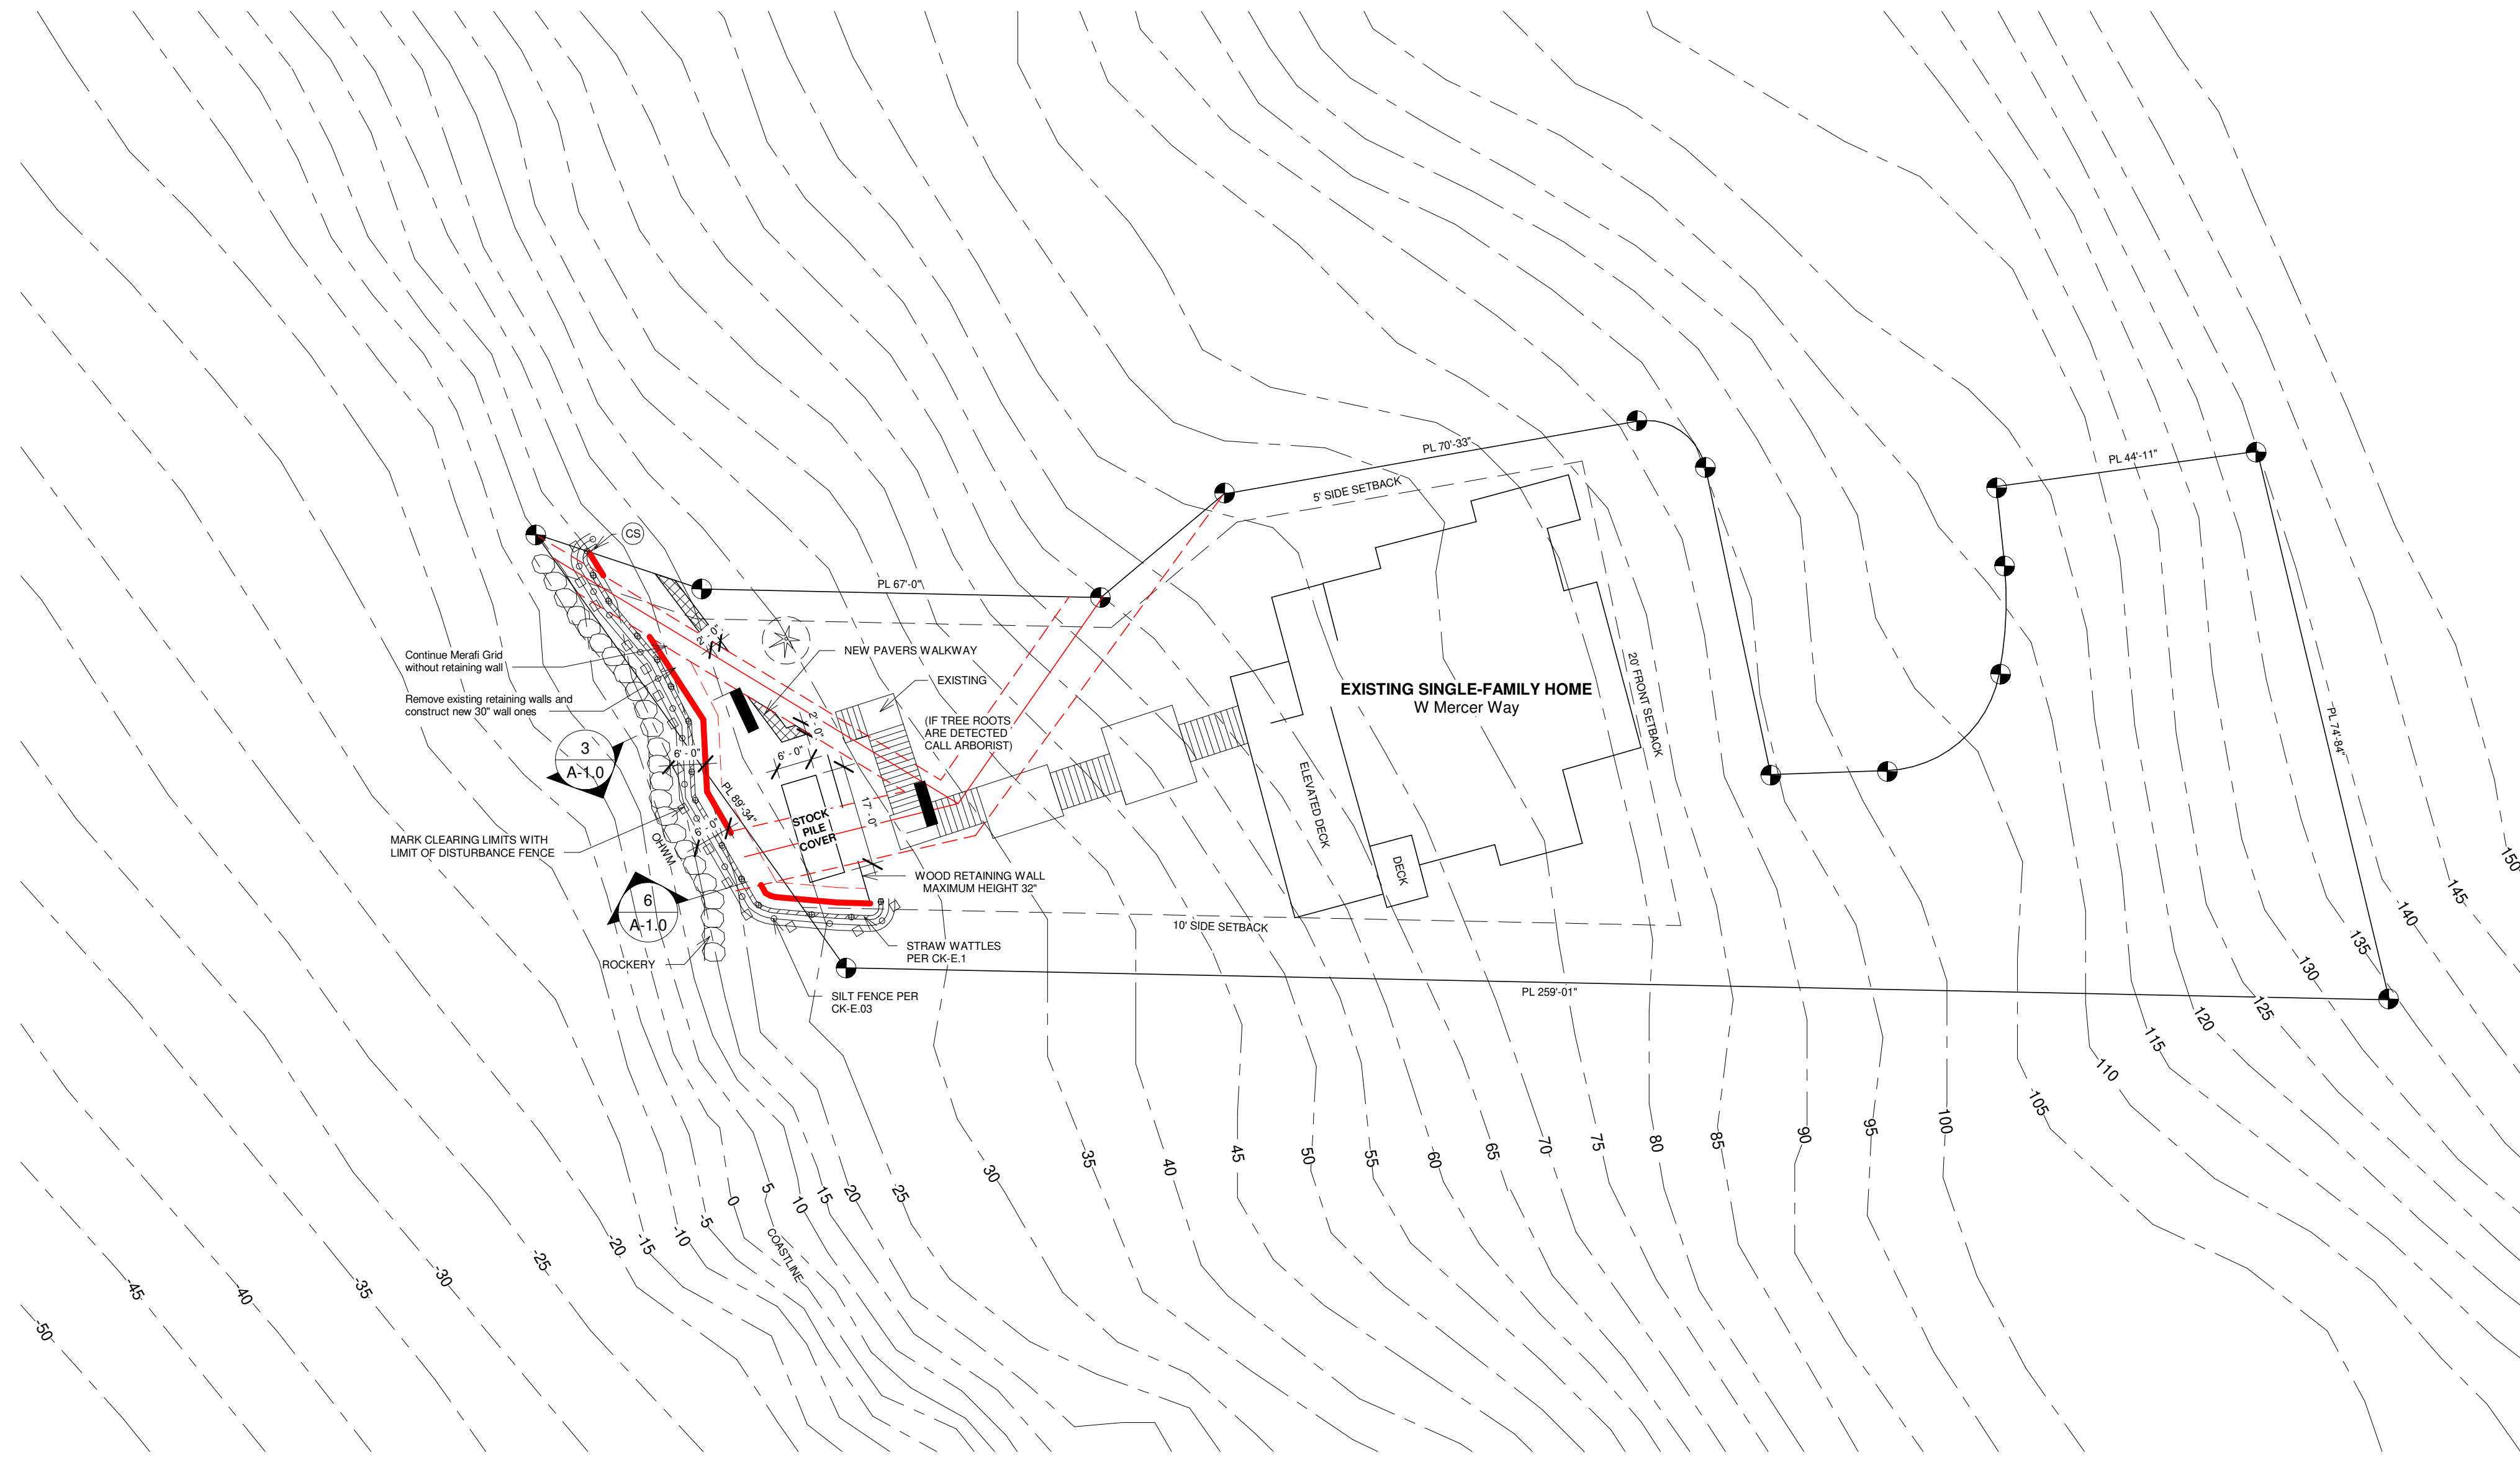 PL 70'-33"
PL 44'-11"
5' SIDE SETBACK
CS
PL 67'-0"
2' - 0"
Continue Merafi Grid
without retaining wall
NEW PAVERS WALKWAY
EXISTING
Remove existing retaining walls and
construct new 30" wall ones
EXISTING SINGLE-FAMILY HOME
W Mercer Way
20' FRONT SETBACK
(IF TREE ROOTS
ARE DETECTED
CALL ARBORIST)
2' - 0"
3
A-1.0
6' - 0"
6' - 0"
PL 74'-84"
PL 89'-34"
17' - 0"
STOCK
PILE
COVER
ELEVATED DECK
6' - 0"
OHWM
MARK CLEARING LIMITS WITH
LIMIT OF DISTURBANCE FENCE
DECK
WOOD RETAINING WALL
MAXIMUM HEIGHT 32"
6
A-1.0
10' SIDE SETBACK
STRAW WATTLES
PER CK-E.1
ROCKERY
SILT FENCE PER
CK-E.03
PL 259'-01"
COASTLINE
-50
-45
-40
-35
-30
-25
-20
-15
-10
-5
0
5
10
15
20
25
30
35
40
45
50
55
60
65
70
75
80
85
90
95
100
105
110
115
120
125
130
135
140
145
150